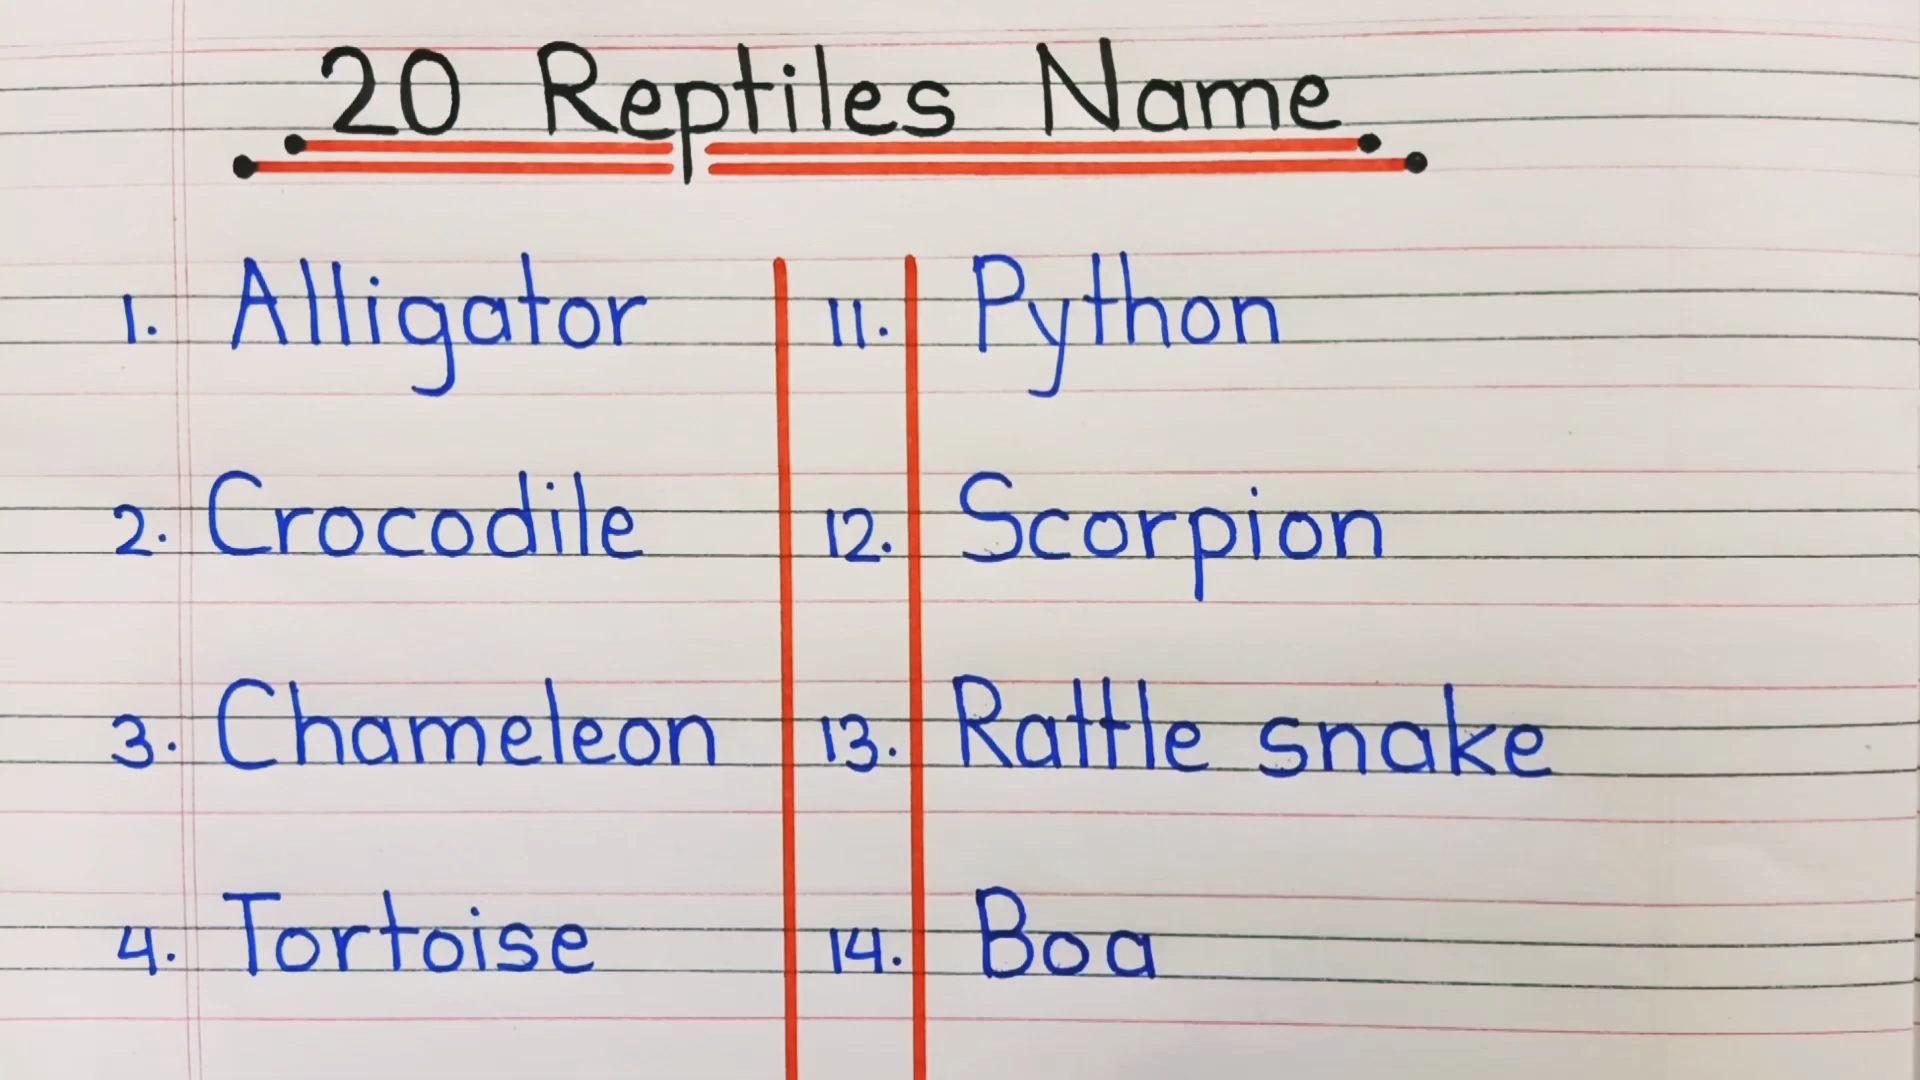 20 Reptiles Name
1. Alligator
2. Crocodile
3. Chameleon
4. Tortoise
11. Python
12. Scorpion
13. Rattle snake
14. Boa